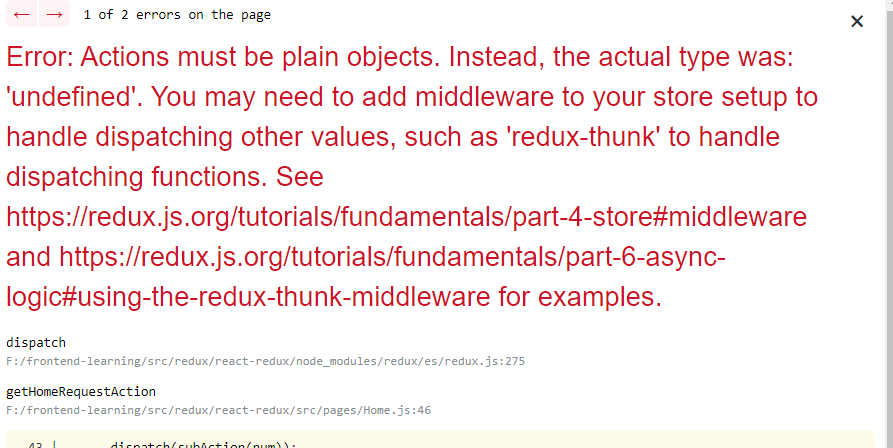 ← → 1 of 2 errors on the page ×
Error: Actions must be plain objects. Instead, the actual type was:
'undefined'. You may need to add middleware to your store setup to
handle dispatching other values, such as 'redux-thunk' to handle
dispatching functions. See
https://redux.js.org/tutorials/fundamentals/part-4-store#middleware
and https://redux.js.org/tutorials/fundamentals/part-6-async-
logic#using-the-redux-thunk-middleware for examples.
dispatch
F:/frontend-learning/src/redux/react-redux/node_modules/redux/es/redux.js:275
getHomeRequestAction
F:/frontend-learning/src/redux/react-redux/src/pages/Home.js:46
43 | dispatch(subAction(num));